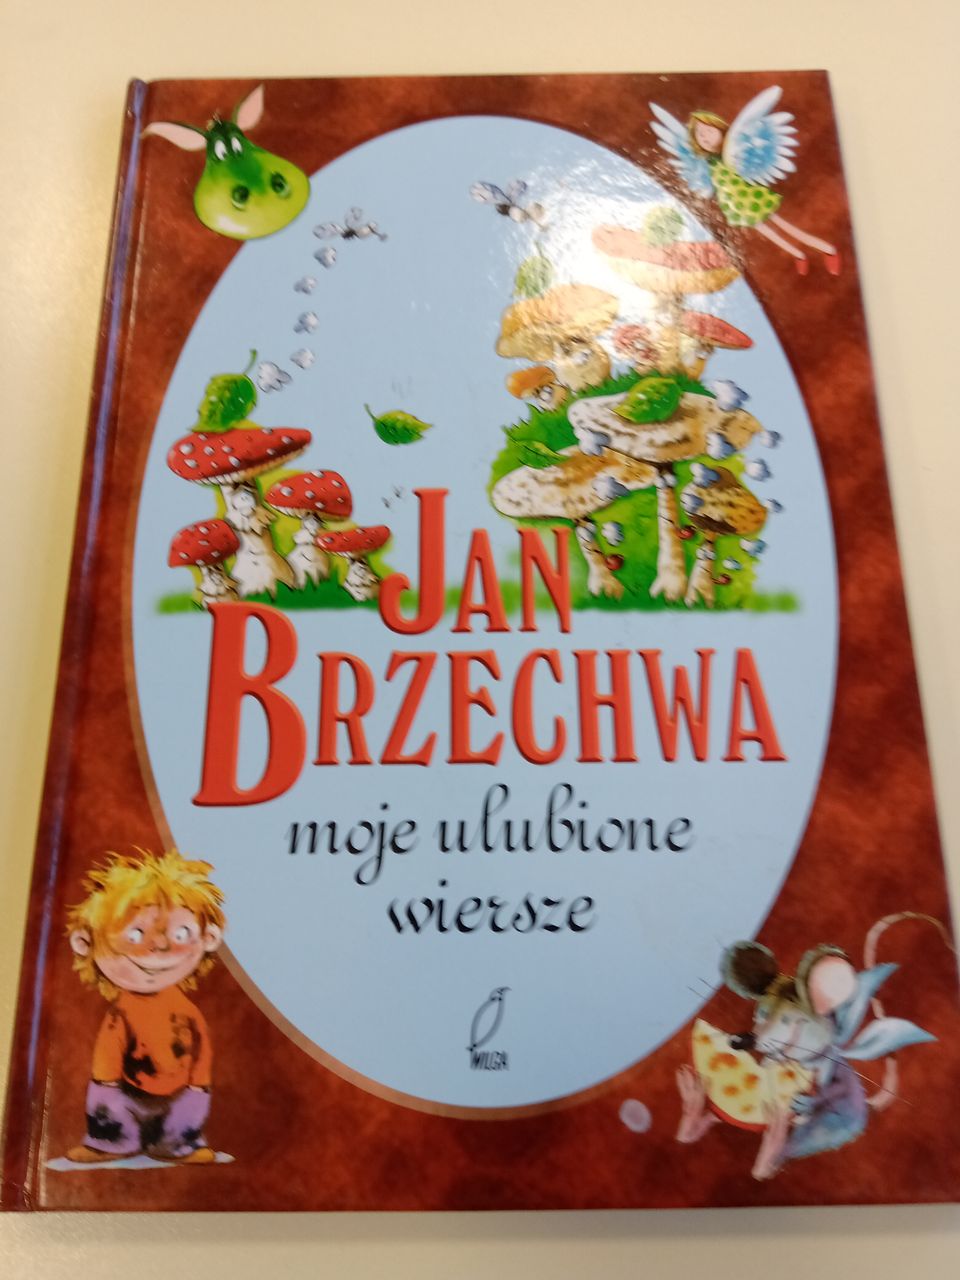 JAN
BRZECHWA
moje ulubione
wiersze
WILGA